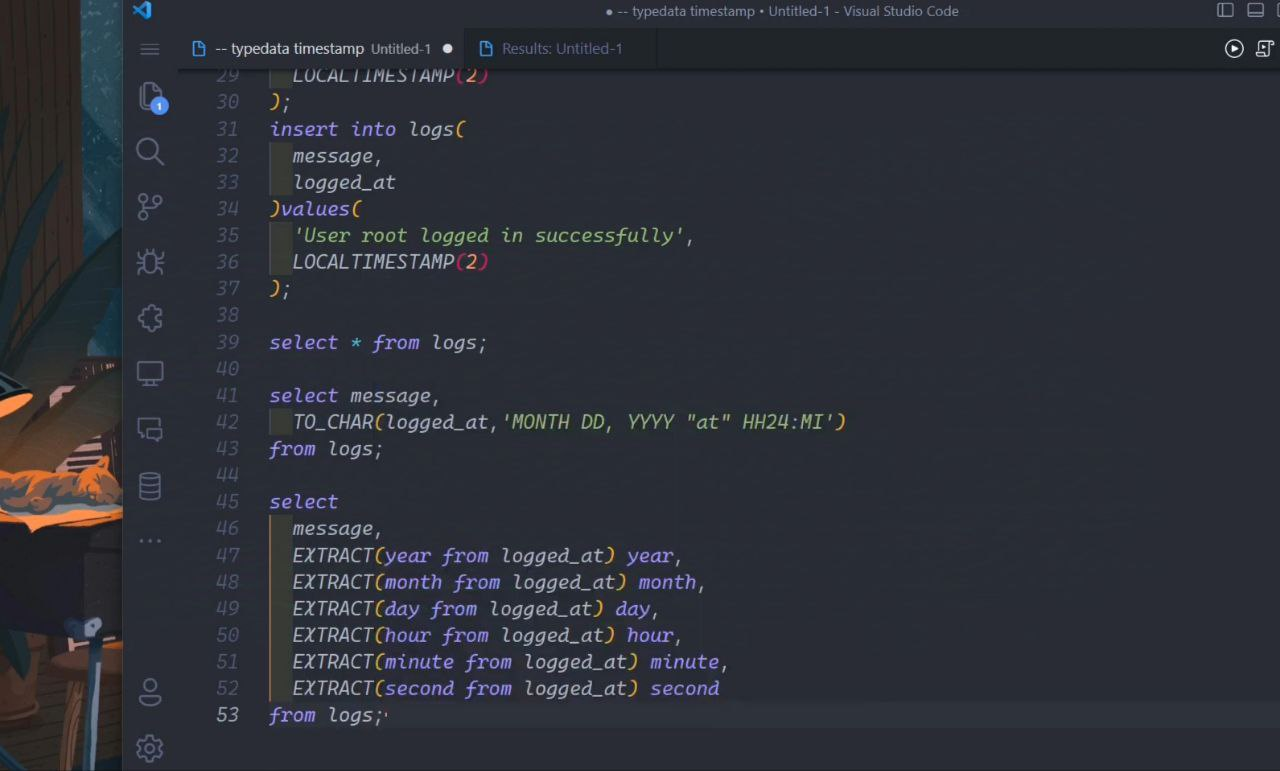 ● -- typedata timestamp • Untitled-1 - Visual Studio Code
-- typedata timestamp Untitled-1 ●
Results: Untitled-1
1
29 LOCALTIMESTAMP(2)
30 );
31 insert into logs(
32 message,
33 logged_at
34 )values(
35 'User root logged in successfully',
36 LOCALTIMESTAMP(2)
37 );
38
39 select * from logs;
40
41 select message,
42 TO_CHAR(logged_at,'MONTH DD, YYYY "at" HH24:MI')
43 from logs;
44
45 select
46 message,
47 EXTRACT(year from logged_at) year,
48 EXTRACT(month from logged_at) month,
49 EXTRACT(day from logged_at) day,
50 EXTRACT(hour from logged_at) hour,
51 EXTRACT(minute from logged_at) minute,
52 EXTRACT(second from logged_at) second
53 from logs;